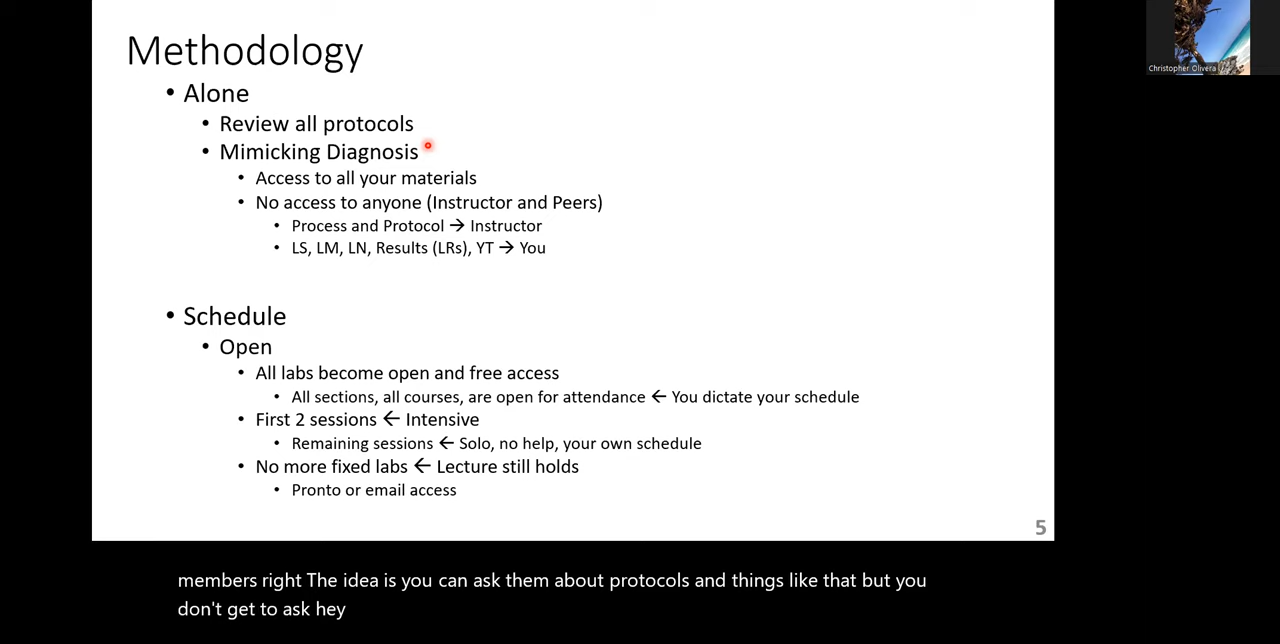 Methodology
• Alone
• Review all protocols
• Mimicking Diagnosis
• Access to all your materials
• No access to anyone (Instructor and Peers)
• Process and Protocol → Instructor
• LS, LM, LN, Results (LRs), YT → You
• Schedule
• Open
• All labs become open and free access
• All sections, all courses, are open for attendance ← You dictate your schedule
• First 2 sessions ← Intensive
• Remaining sessions ← Solo, no help, your own schedule
• No more fixed labs ← Lecture still holds
• Pronto or email access
5
Christopher Olivera
members right The idea is you can ask them about protocols and things like that but you
don't get to ask hey